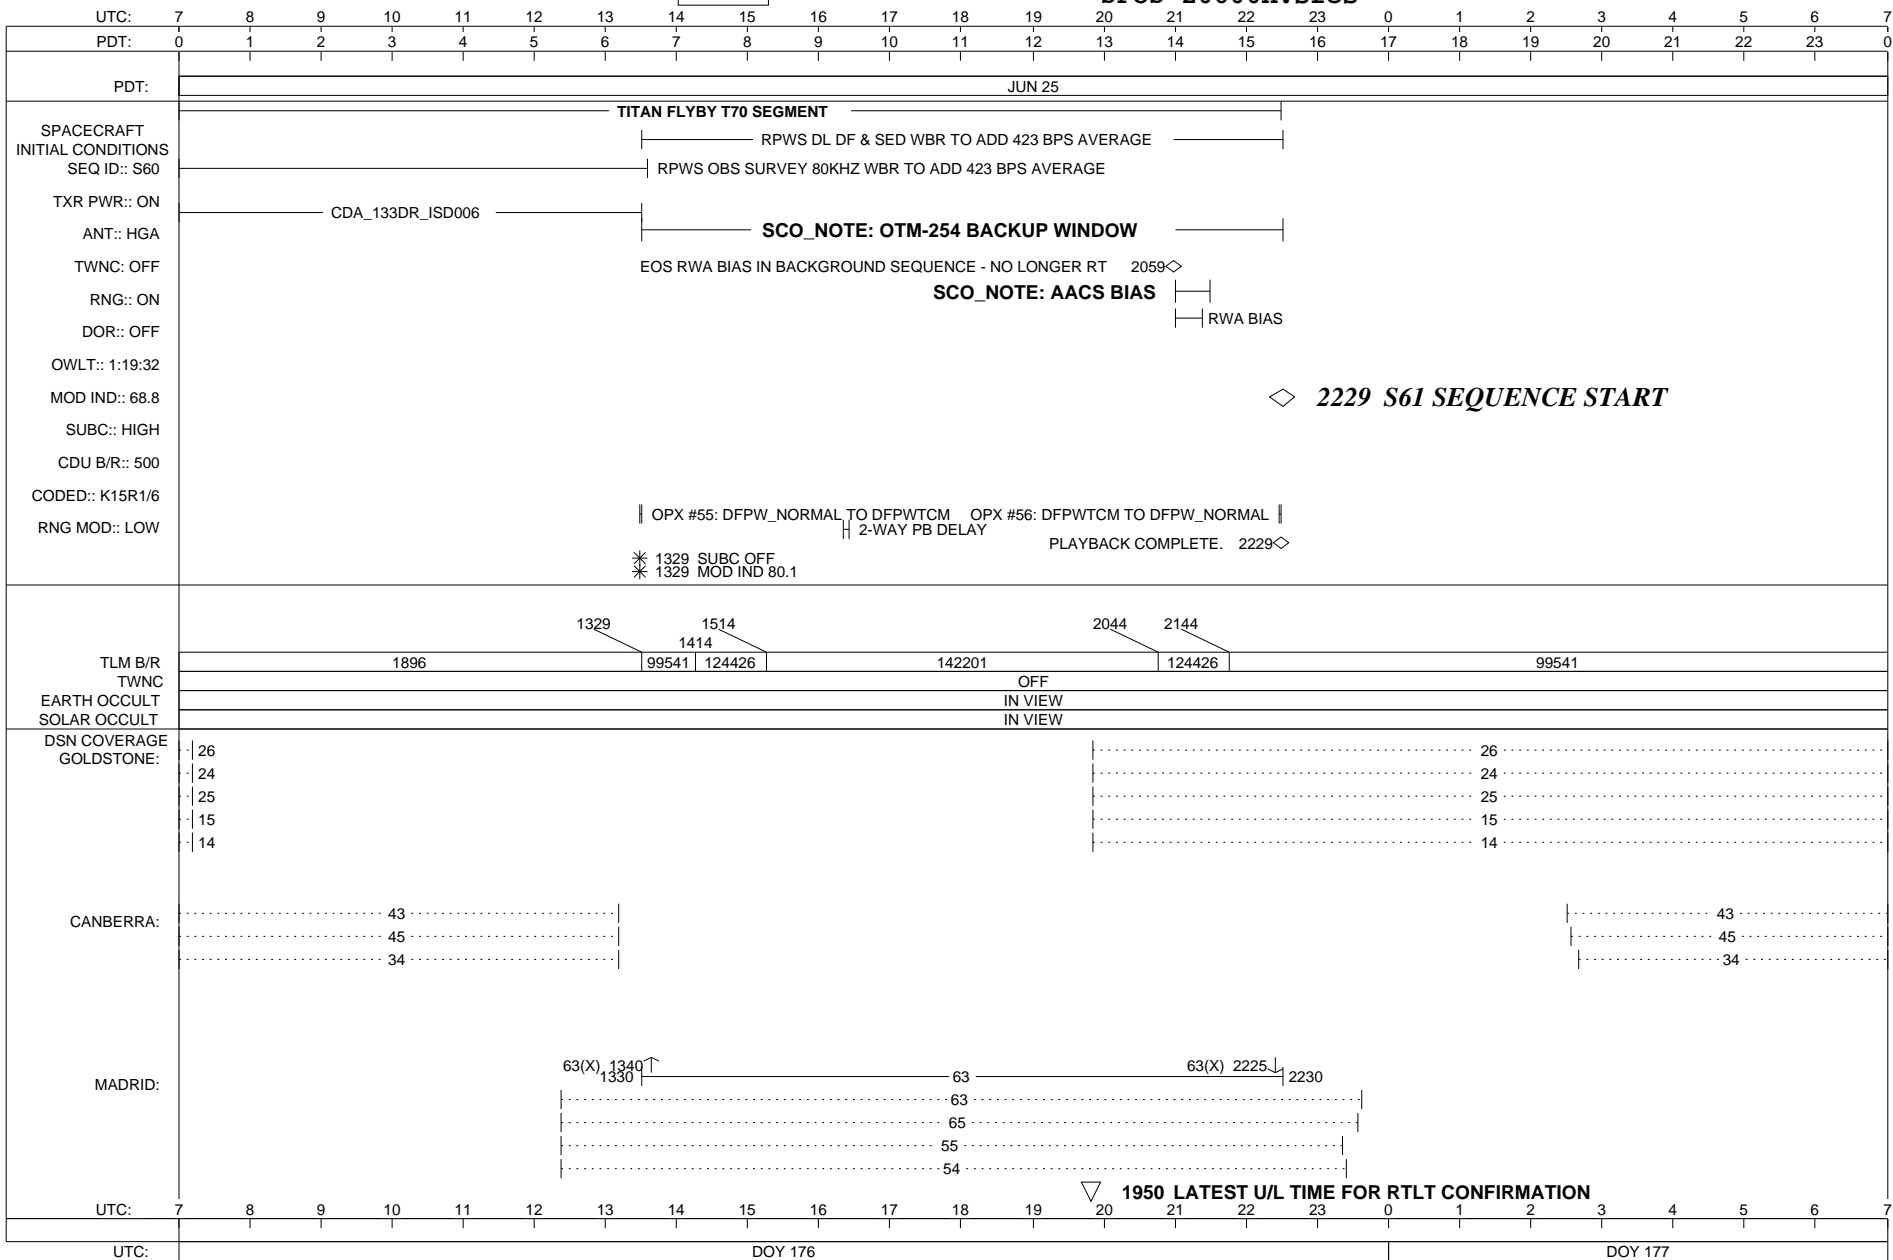 UTC: 7 8 9 10 11 12 13 14 15 16 17 18 19 20 21 22 23 0 1 2 3 4 5 6 7
PDT: 0 1 2 3 4 5 6 7 8 9 10 11 12 13 14 15 16 17 18 19 20 21 22 23 0
PDT: JUN 25
TITAN FLYBY T70 SEGMENT
SPACECRAFT
INITIAL CONDITIONS
RPWS DL DF & SED WBR TO ADD 423 BPS AVERAGE
SEQ ID:: S60
RPWS OBS SURVEY 80KHZ WBR TO ADD 423 BPS AVERAGE
TXR PWR:: ON
CDA_133DR_ISD006
ANT:: HGA
SCO_NOTE: OTM-254 BACKUP WINDOW
TWNC: OFF
EOS RWA BIAS IN BACKGROUND SEQUENCE - NO LONGER RT 2059
RNG:: ON
SCO_NOTE: AACS BIAS
DOR:: OFF
RWA BIAS
OWLT:: 1:19:32
MOD IND:: 68.8
2229 S61 SEQUENCE START
SUBC:: HIGH
CDU B/R:: 500
CODED:: K15R1/6
OPX #55: DFPW_NORMAL TO DFPWTCM OPX #56: DFPWTCM TO DFPW_NORMAL
RNG MOD:: LOW
2-WAY PB DELAY
PLAYBACK COMPLETE. 2229
1329 SUBC OFF
1329 MOD IND 80.1
1329 1514 2044 2144
1414
TLM B/R 1896 99541 124426 142201 124426 99541
TWNC OFF
EARTH OCCULT IN VIEW
SOLAR OCCULT IN VIEW
DSN COVERAGE
GOLDSTONE:
26 26
24 24
25 25
15 15
14 14
CANBERRA:
43 43
45 45
34 34
MADRID:
63(X) 1340 63(X) 2225
1330 63 2230
63
65
55
54
1950 LATEST U/L TIME FOR RTLT CONFIRMATION
UTC: 7 8 9 10 11 12 13 14 15 16 17 18 19 20 21 22 23 0 1 2 3 4 5 6 7
UTC: DOY 176 DOY 177